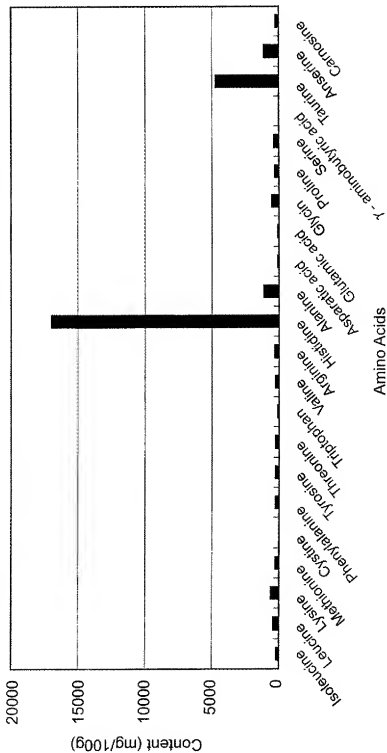 Content (mg/100g)
20000
15000
10000
5000
0
Isoleucine
Leucine
Lysine
Methionine
Cystine
Phenylalanine
Tyrosine
Threonine
Triptophan
Valine
Arginine
Histidine
Alanine
Asparatic acid
Glutamic acid
Glycin
Proline
Serine
γ - aminobutyric acid
Taurine
Anserine
Carnosine
Amino Acids